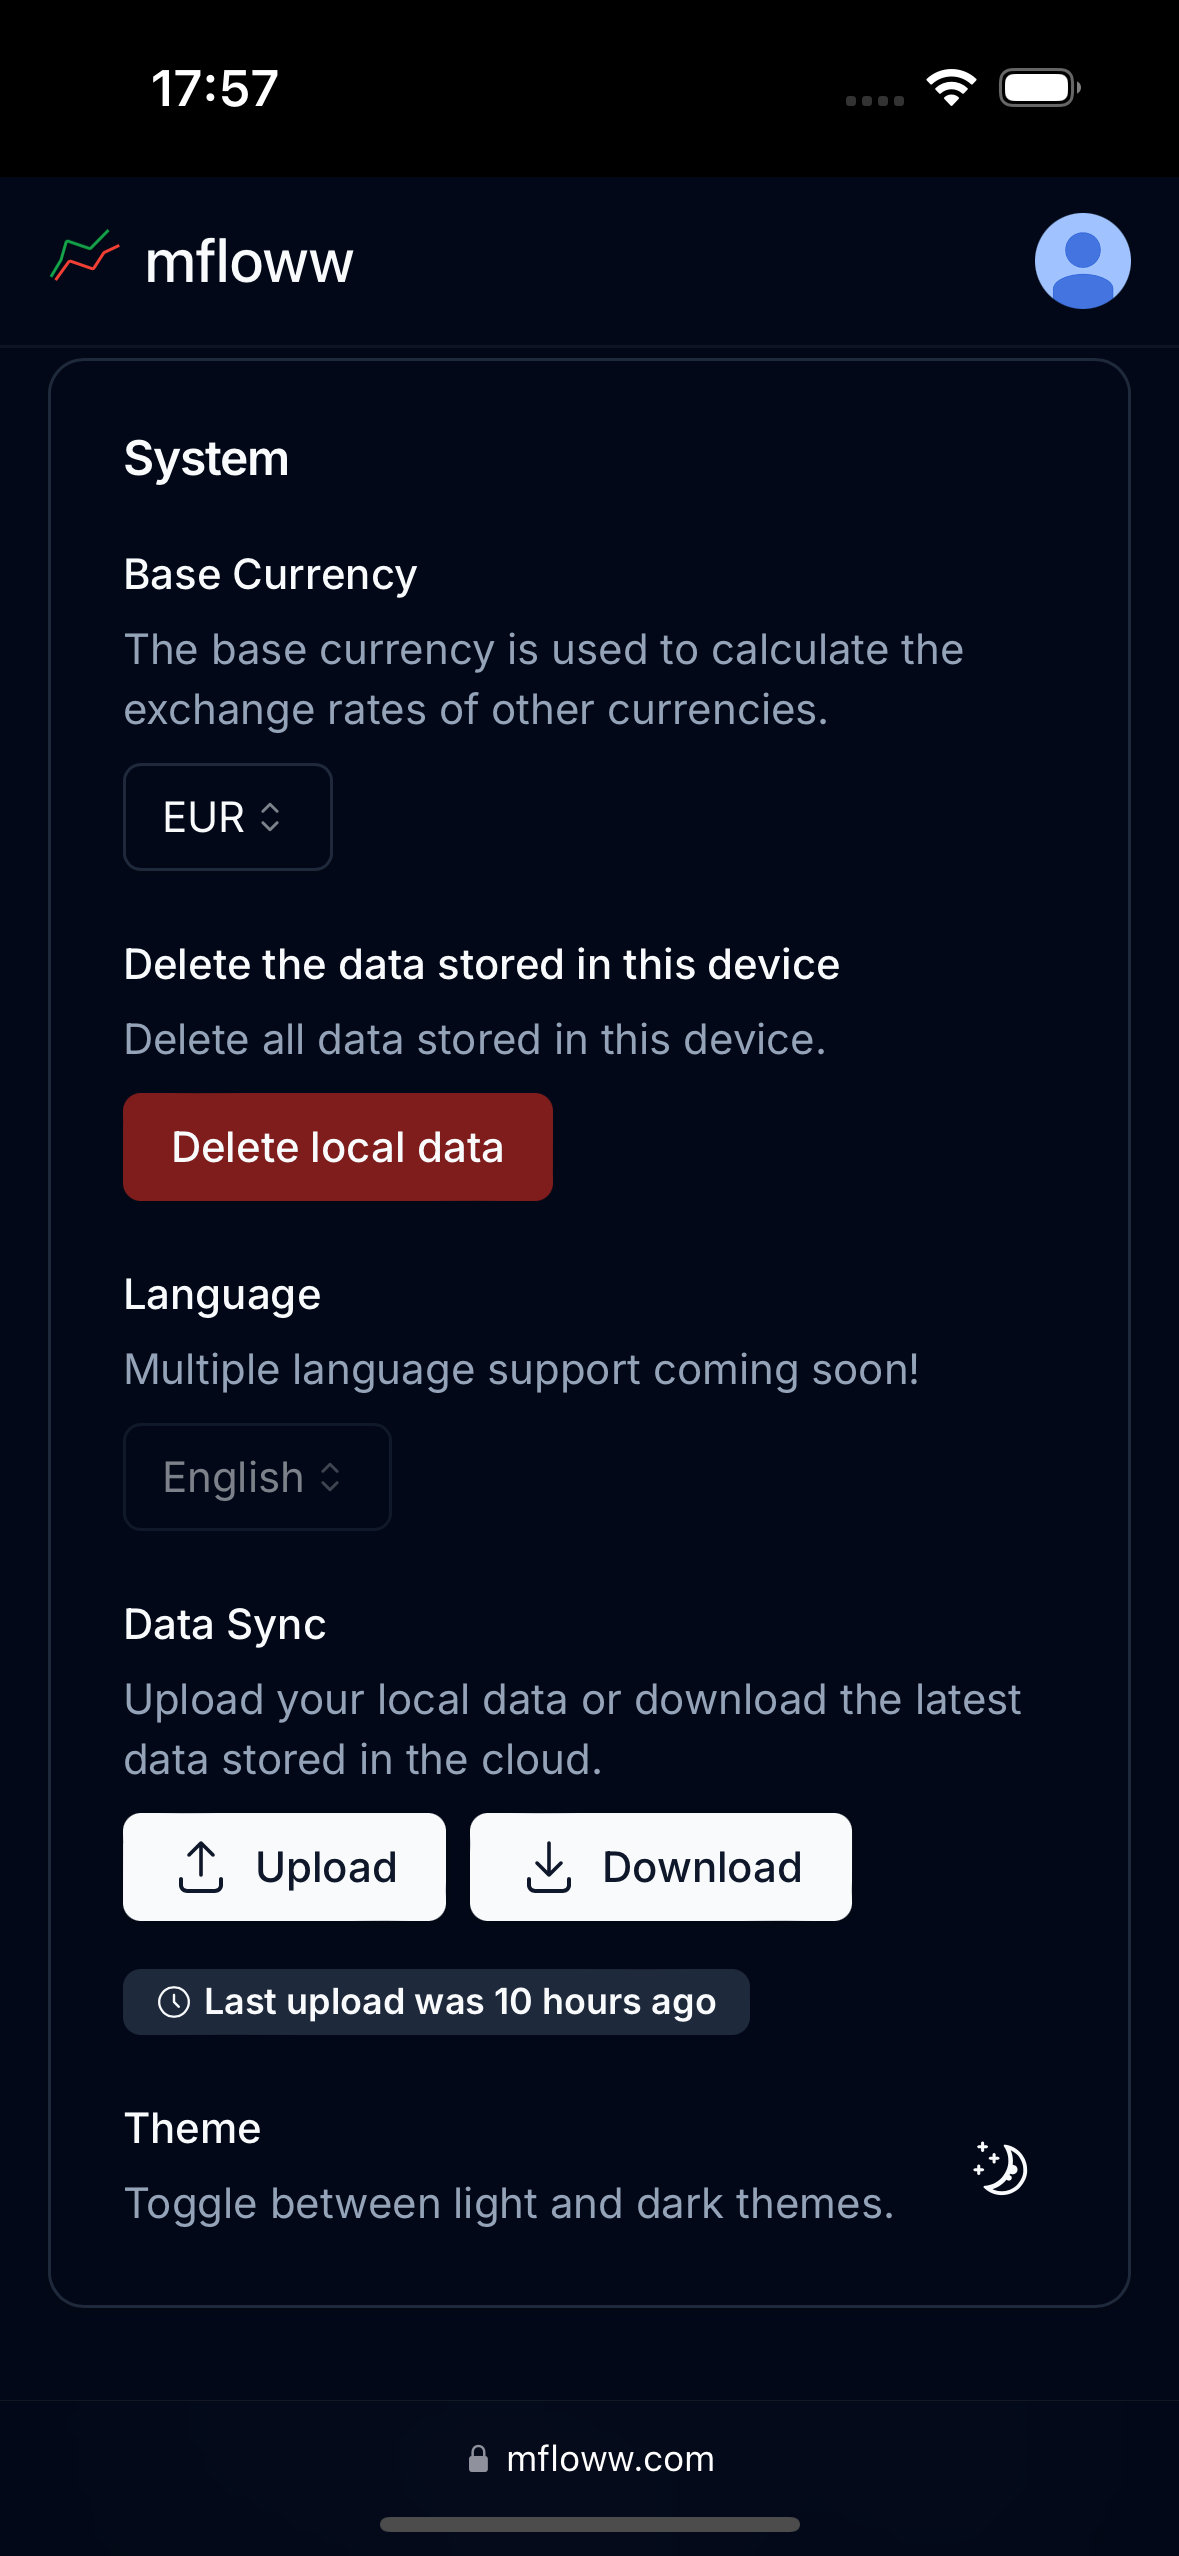 17:57
mfloww
System
Base Currency
The base currency is used to calculate the
exchange rates of other currencies.
EUR
Delete the data stored in this device
Delete all data stored in this device.
Delete local data
Language
Multiple language support coming soon!
English
Data Sync
Upload your local data or download the latest
data stored in the cloud.
Upload Download
Last upload was 10 hours ago
Theme
Toggle between light and dark themes.
mfloww.com